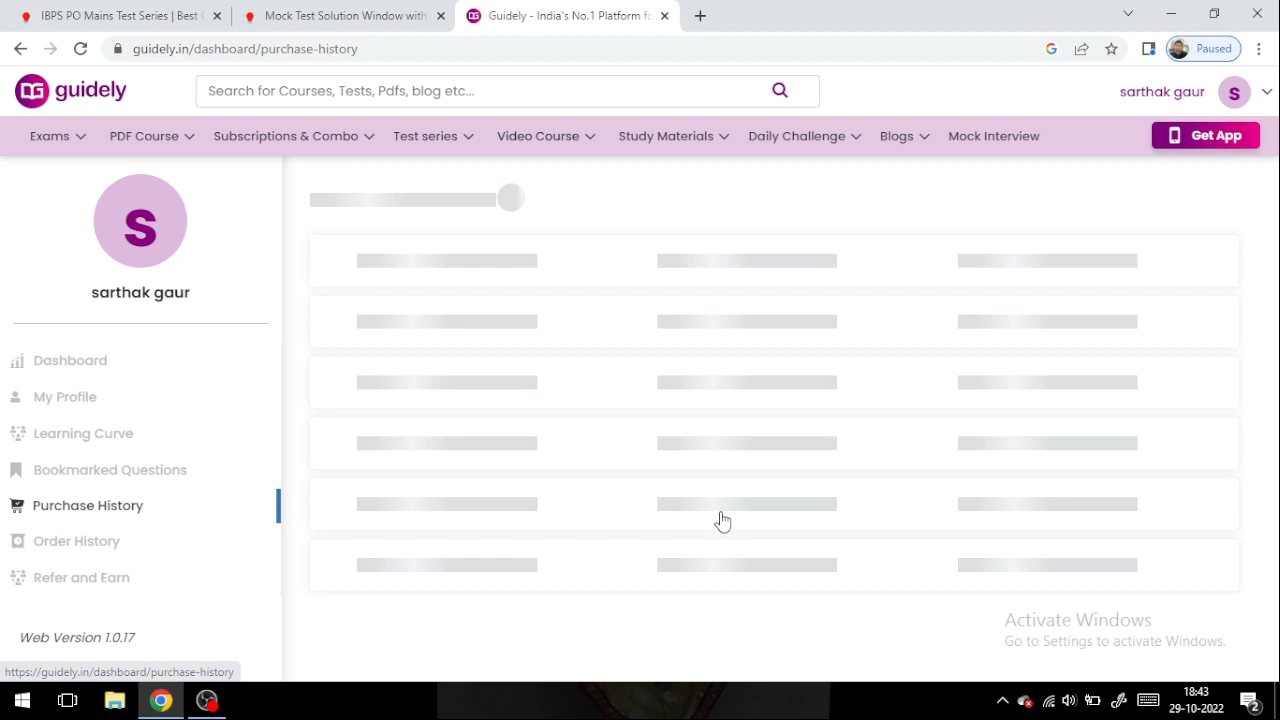 IBPS PO Mains Test Series | Best C
Mock Test Solution Window with
Guidely - India's No.1 Platform fo
guidely.in/dashboard/purchase-history
Paused
guidely
Search for Courses, Tests, Pdfs, blog etc...
sarthak gaur
S
Exams
PDF Course
Subscriptions & Combo
Test series
Video Course
Study Materials
Daily Challenge
Blogs
Mock Interview
Get App
S
sarthak gaur
Dashboard
My Profile
Learning Curve
Bookmarked Questions
Purchase History
Order History
Refer and Earn
Web Version 1.0.17
Activate Windows
Go to Settings to activate Windows.
https://guidely.in/dashboard/purchase-history
18:43
29-10-2022
2